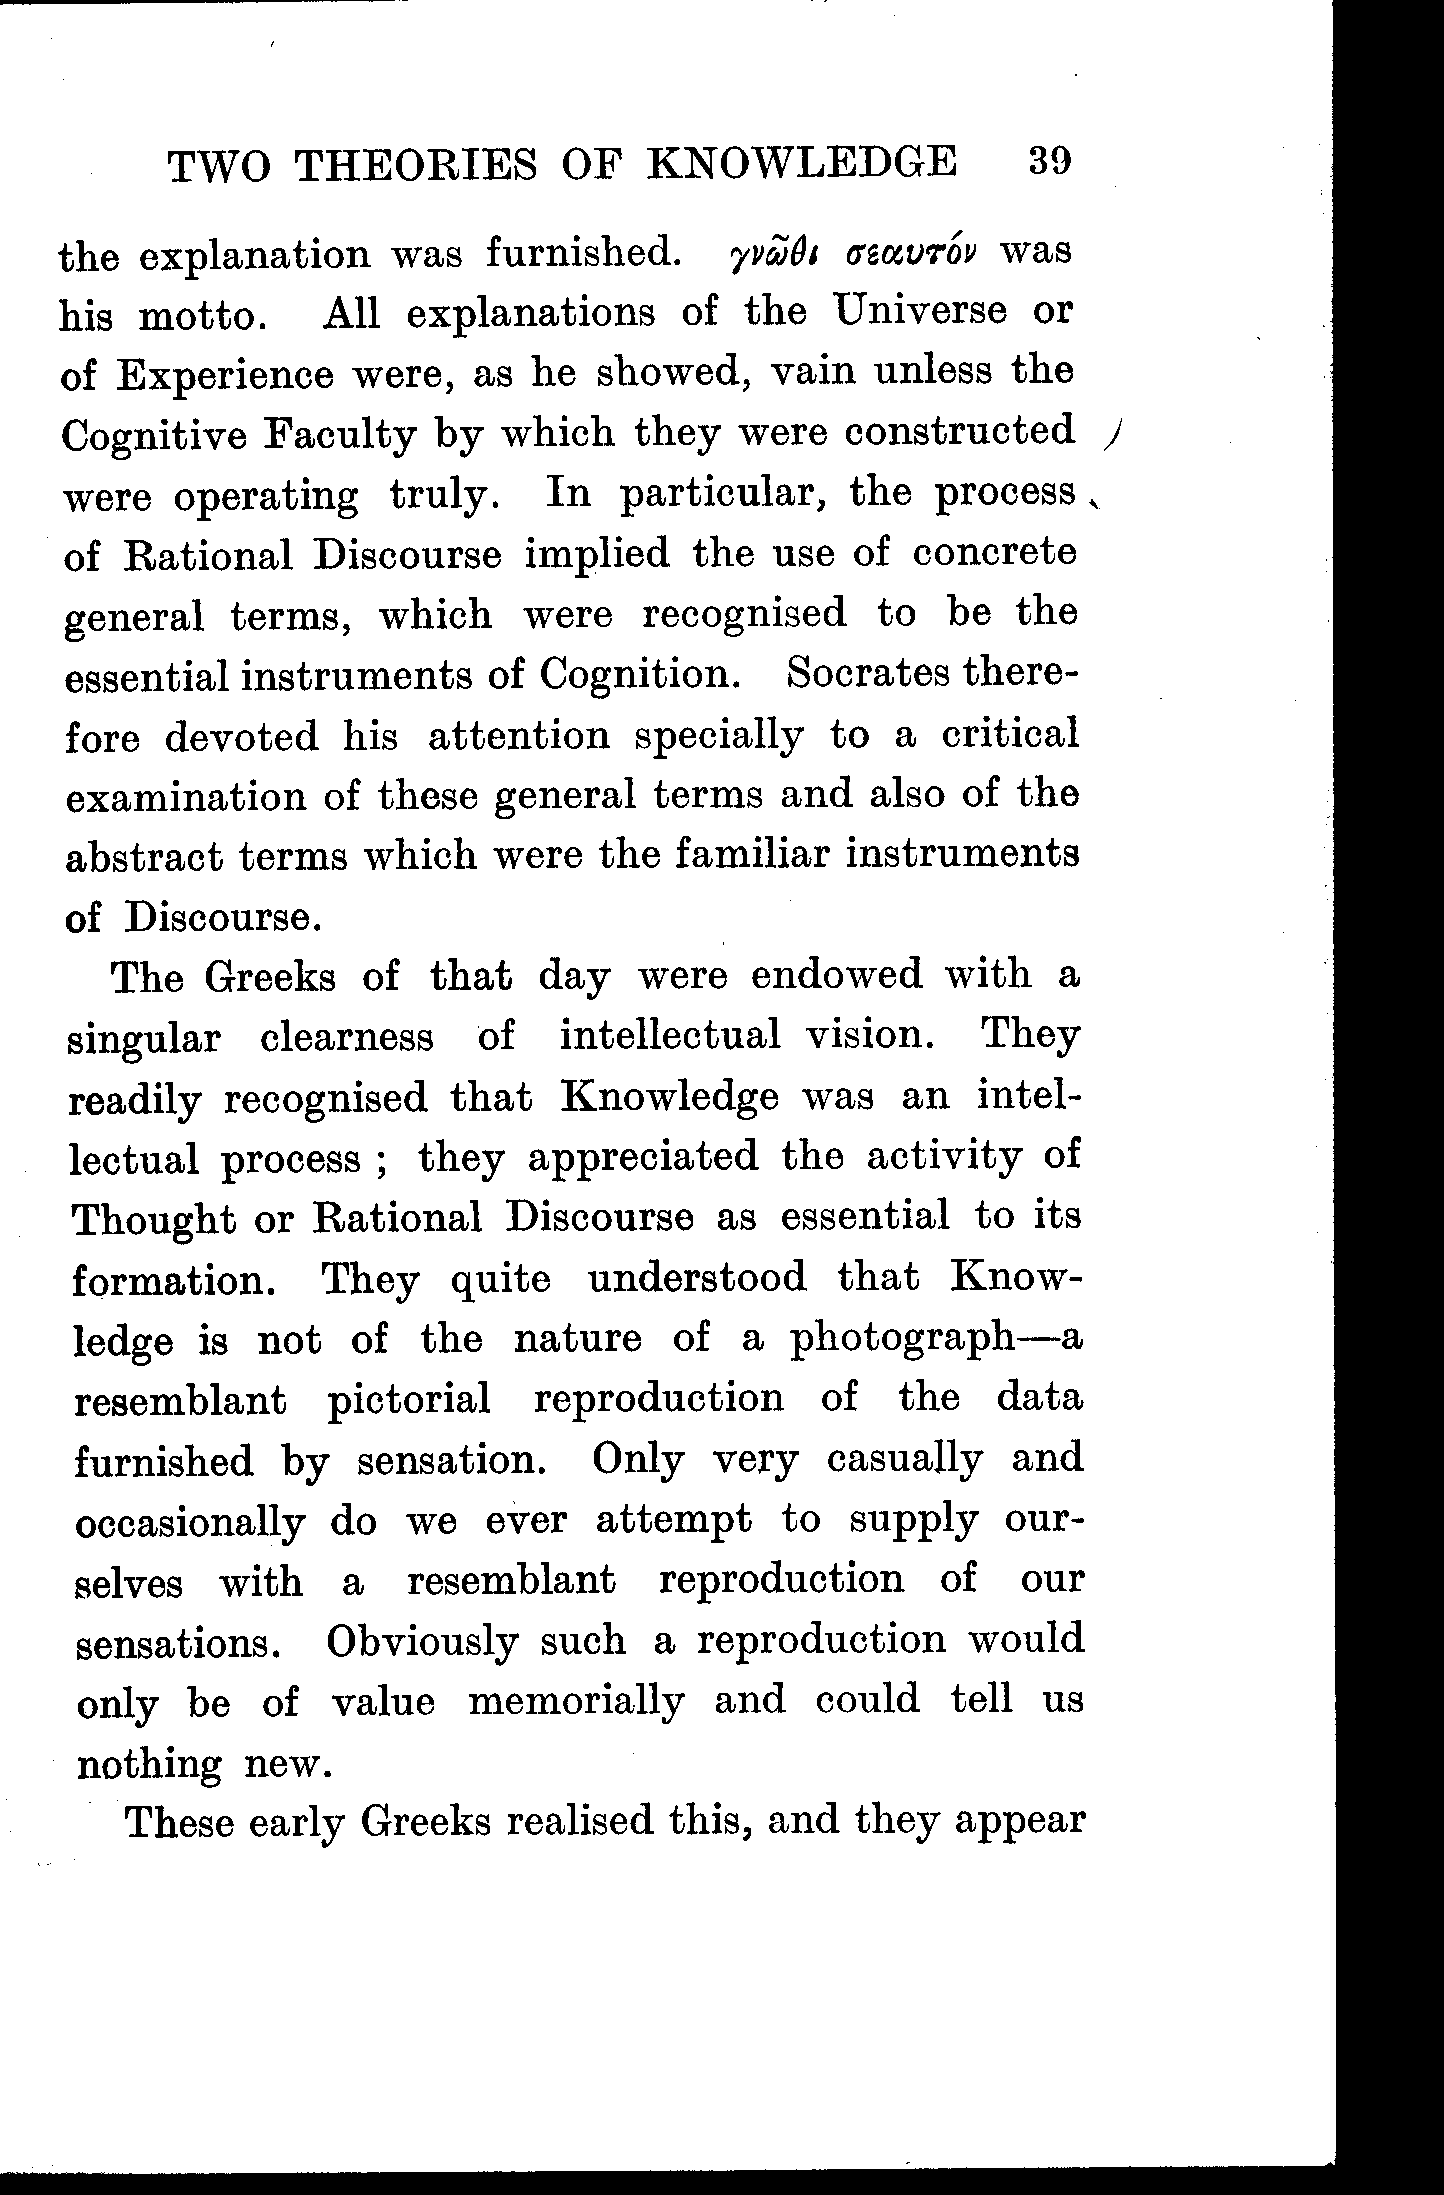 TWO THEORIES OF KNOWLEDGE 39
the explanation was furnished. γνῶθι σεαυτόν was
his motto. All explanations of the Universe or
of Experience were, as he showed, vain unless the
Cognitive Faculty by which they were constructed
were operating truly. In particular, the process
of Rational Discourse implied the use of concrete
general terms, which were recognised to be the
essential instruments of Cognition. Socrates there-
fore devoted his attention specially to a critical
examination of these general terms and also of the
abstract terms which were the familiar instruments
of Discourse.
The Greeks of that day were endowed with a
singular clearness of intellectual vision. They
readily recognised that Knowledge was an intel-
lectual process ; they appreciated the activity of
Thought or Rational Discourse as essential to its
formation. They quite understood that Know-
ledge is not of the nature of a photograph—a
resemblant pictorial reproduction of the data
furnished by sensation. Only very casually and
occasionally do we ever attempt to supply our-
selves with a resemblant reproduction of our
sensations. Obviously such a reproduction would
only be of value memorially and could tell us
nothing new.
These early Greeks realised this, and they appear